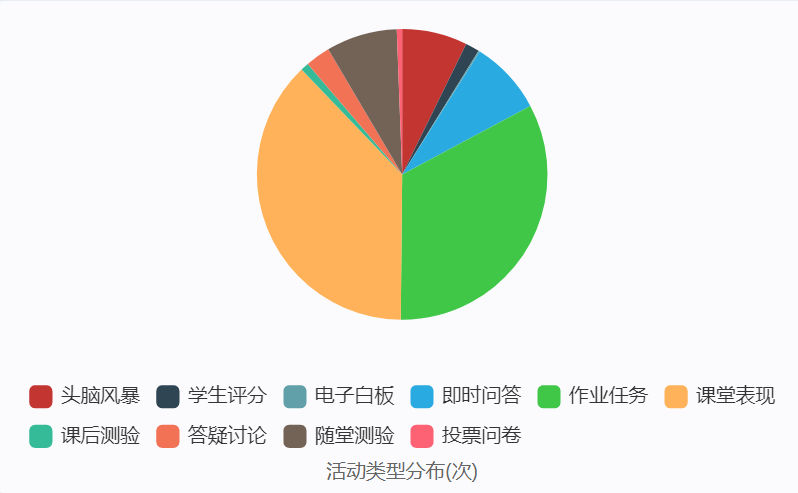 头脑风暴 学生评分 电子白板 即时问答 作业任务 课堂表现
课后测验 答疑讨论 随堂测验 投票问卷
活动类型分布(次)